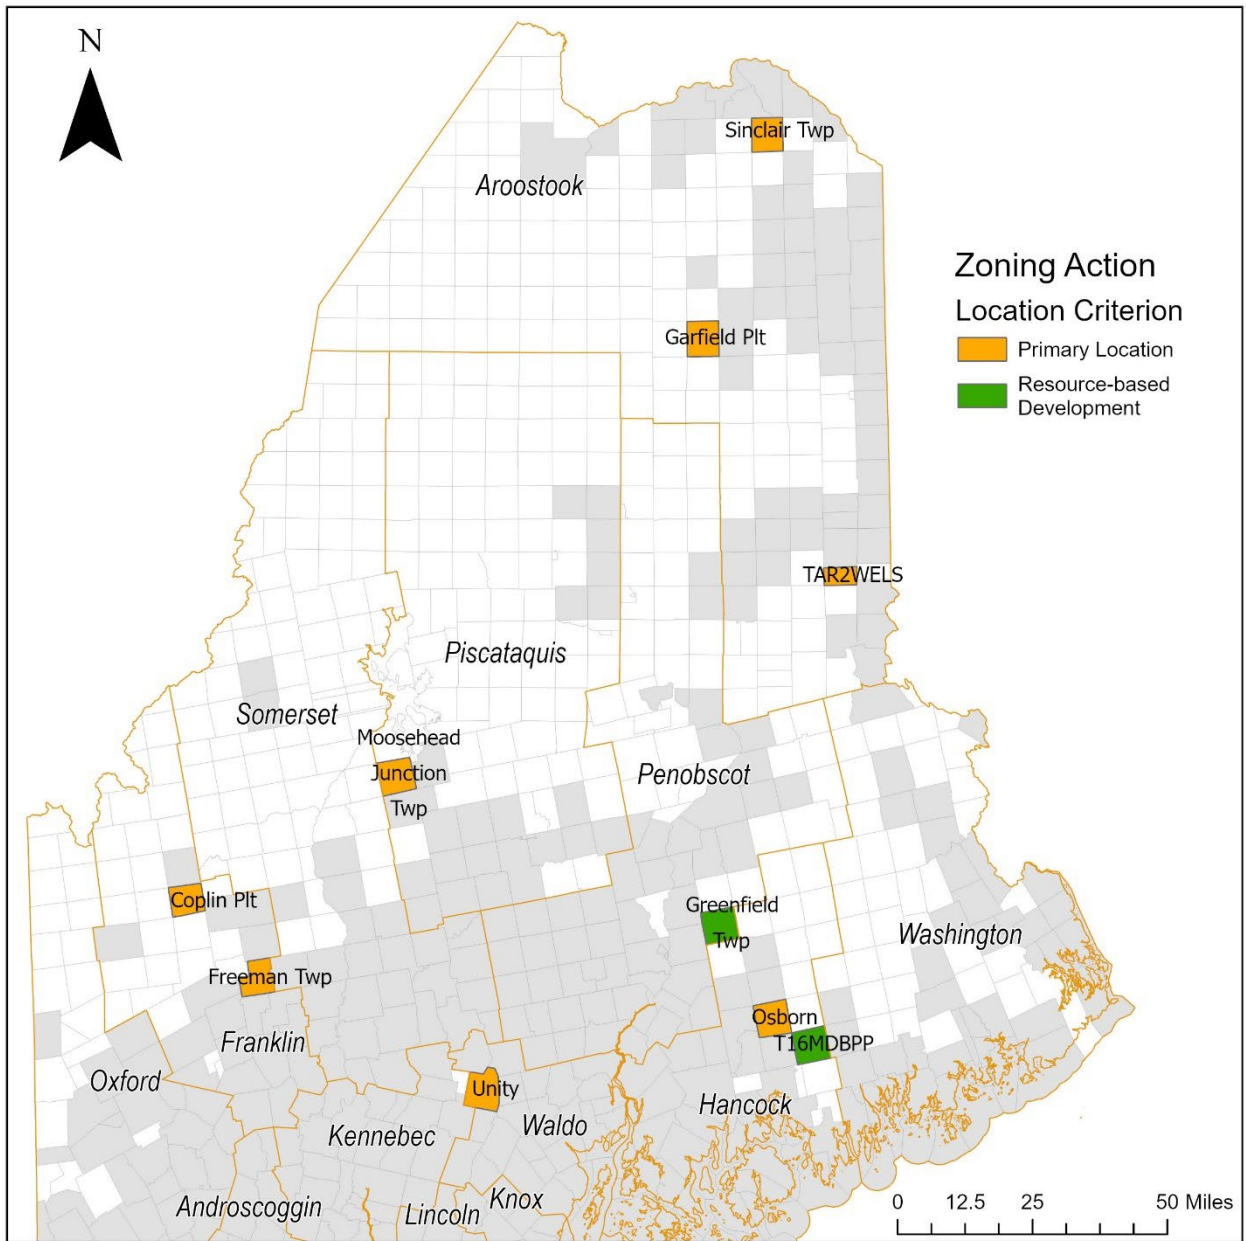 N
Sinclair Twp
Aroostook
Zoning Action
Location Criterion
Primary Location
Resource-based
Development
Garfield Plt
TAR2WELS
Piscataquis
Somerset
Moosehead
Junction
Twp
Penobscot
Coplin Plt
Greenfield
Twp
Washington
Freeman Twp
Osborn
T16MDBPP
Franklin
Oxford
Unity
Hancock
Waldo
Kennebec
Androscoggin
Lincoln
Knox
0 12.5 25 50 Miles